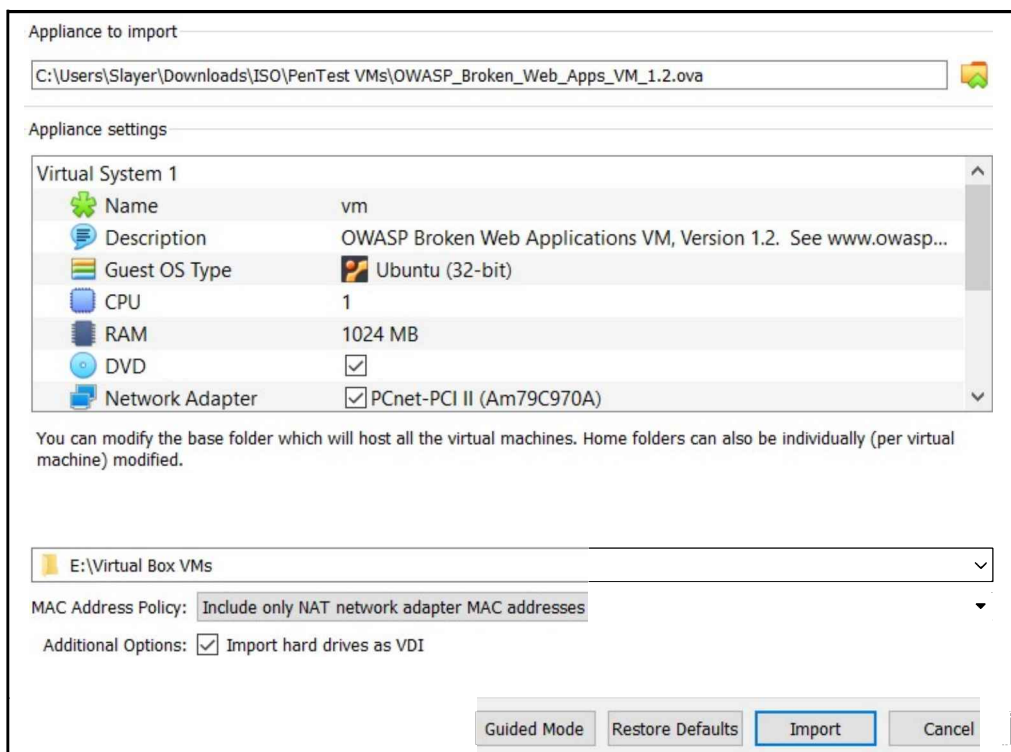 Appliance to import
C:\Users\Slayer\Downloads\ISO\PenTest VMs\OWASP_Broken_Web_Apps_VM_1.2.ova
Appliance settings
Virtual System 1
Name vm
Description OWASP Broken Web Applications VM, Version 1.2. See www.owasp...
Guest OS Type Ubuntu (32-bit)
CPU 1
RAM 1024 MB
DVD
Network Adapter PCnet-PCI II (Am79C970A)
You can modify the base folder which will host all the virtual machines. Home folders can also be individually (per virtual
machine) modified.
E:\Virtual Box VMs
MAC Address Policy: Include only NAT network adapter MAC addresses
Additional Options: Import hard drives as VDI
Guided Mode Restore Defaults Import Cancel